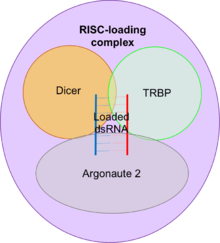 RISC-loading
complex
Dicer
TRBP
Loaded
dsRNA
Argonaute 2